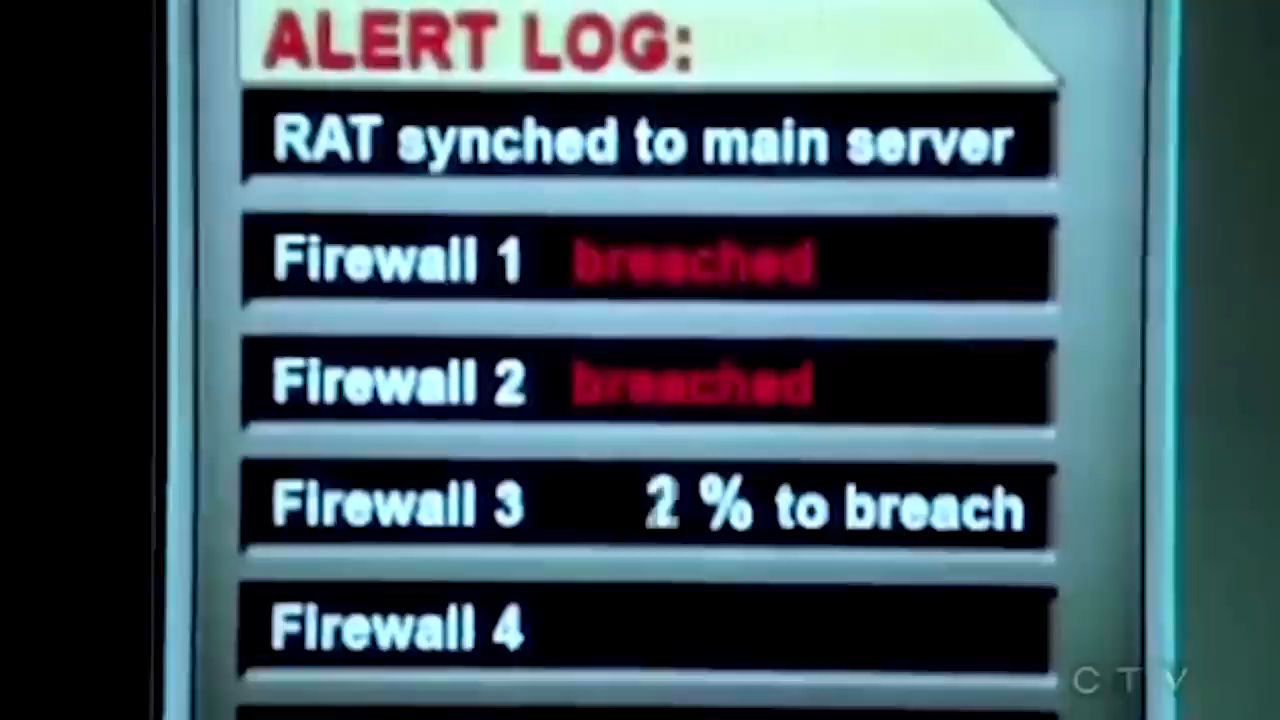 ALERT LOG:
RAT synched to main server
Firewall 1 breached
Firewall 2 breached
Firewall 3 2 % to breach
Firewall 4
CTV